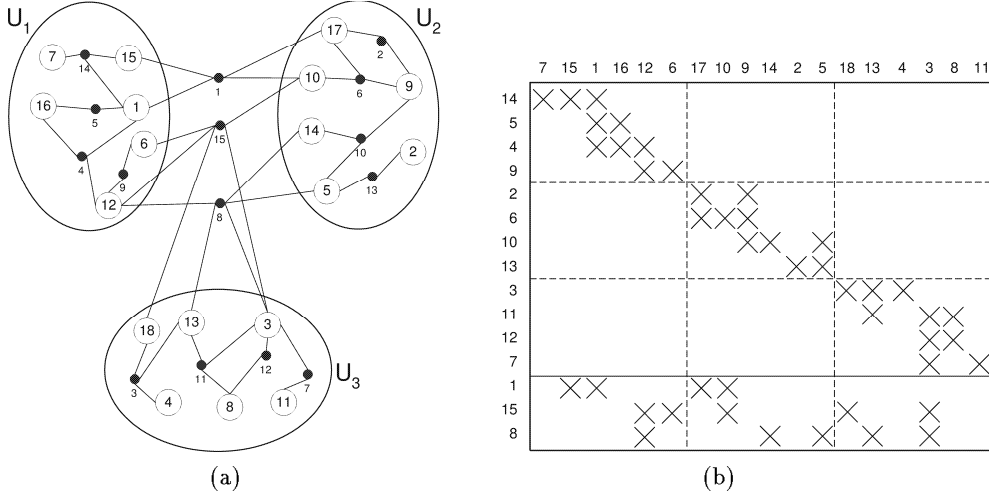 U1
U2
17
2
7
14
15
10
6
9
16
5
1
1
14
10
2
6
15
4
9
12
8
5
13
18
13
3
3
4
11
8
12
7
11
U3
(a)
7 15 1 16 12 6 17 10 9 14 2 5 18 13 4 3 8 11
14 X X X
5 X X
4 X X X
9 X X
2 X X
6 X X X
10 X X X
13 X X
3 X X X
11 X X X
12 X X
7 X X
1 X X X X
15 X X X X X
8 X X X X X
(b)